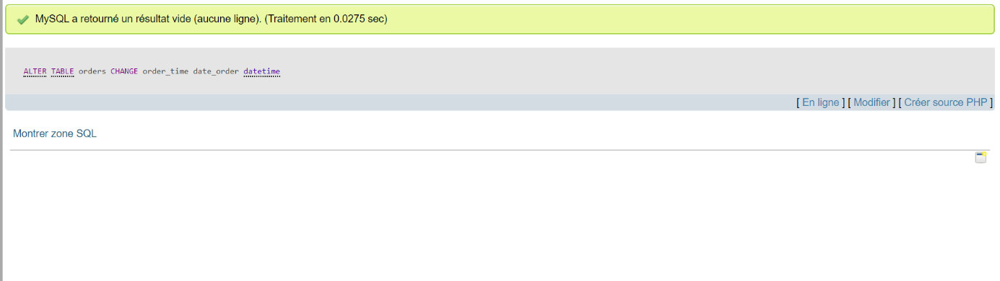 MySQL a retourné un résultat vide (aucune ligne). (Traitement en 0.0275 sec)
ALTER TABLE orders CHANGE order_time date_order datetime
[ En ligne ] [ Modifier ] [ Créer source PHP ]
Montrer zone SQL